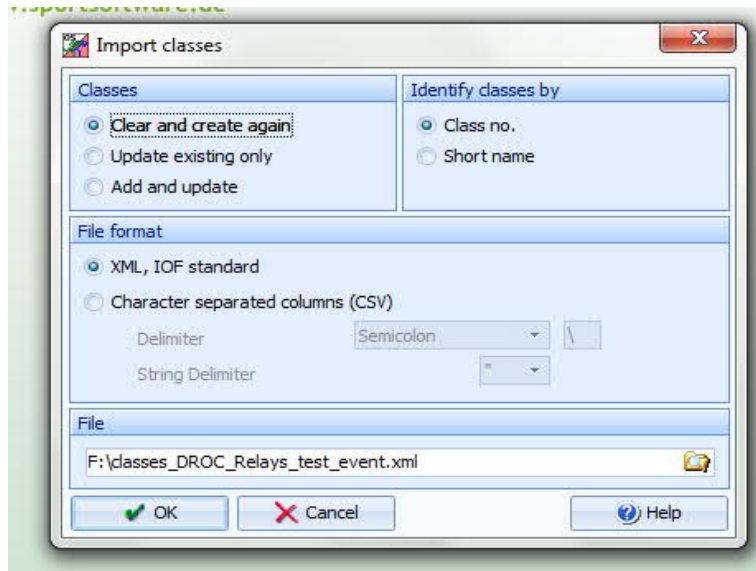 v.sportsoftware.de
Import classes
Classes
Clear and create again
Update existing only
Add and update
Identify classes by
Class no.
Short name
File format
XML, IOF standard
Character separated columns (CSV)
Delimiter
Semicolon
\
String Delimiter
"
File
F:\classes_DROC_Relays_test_event.xml
OK
Cancel
Help